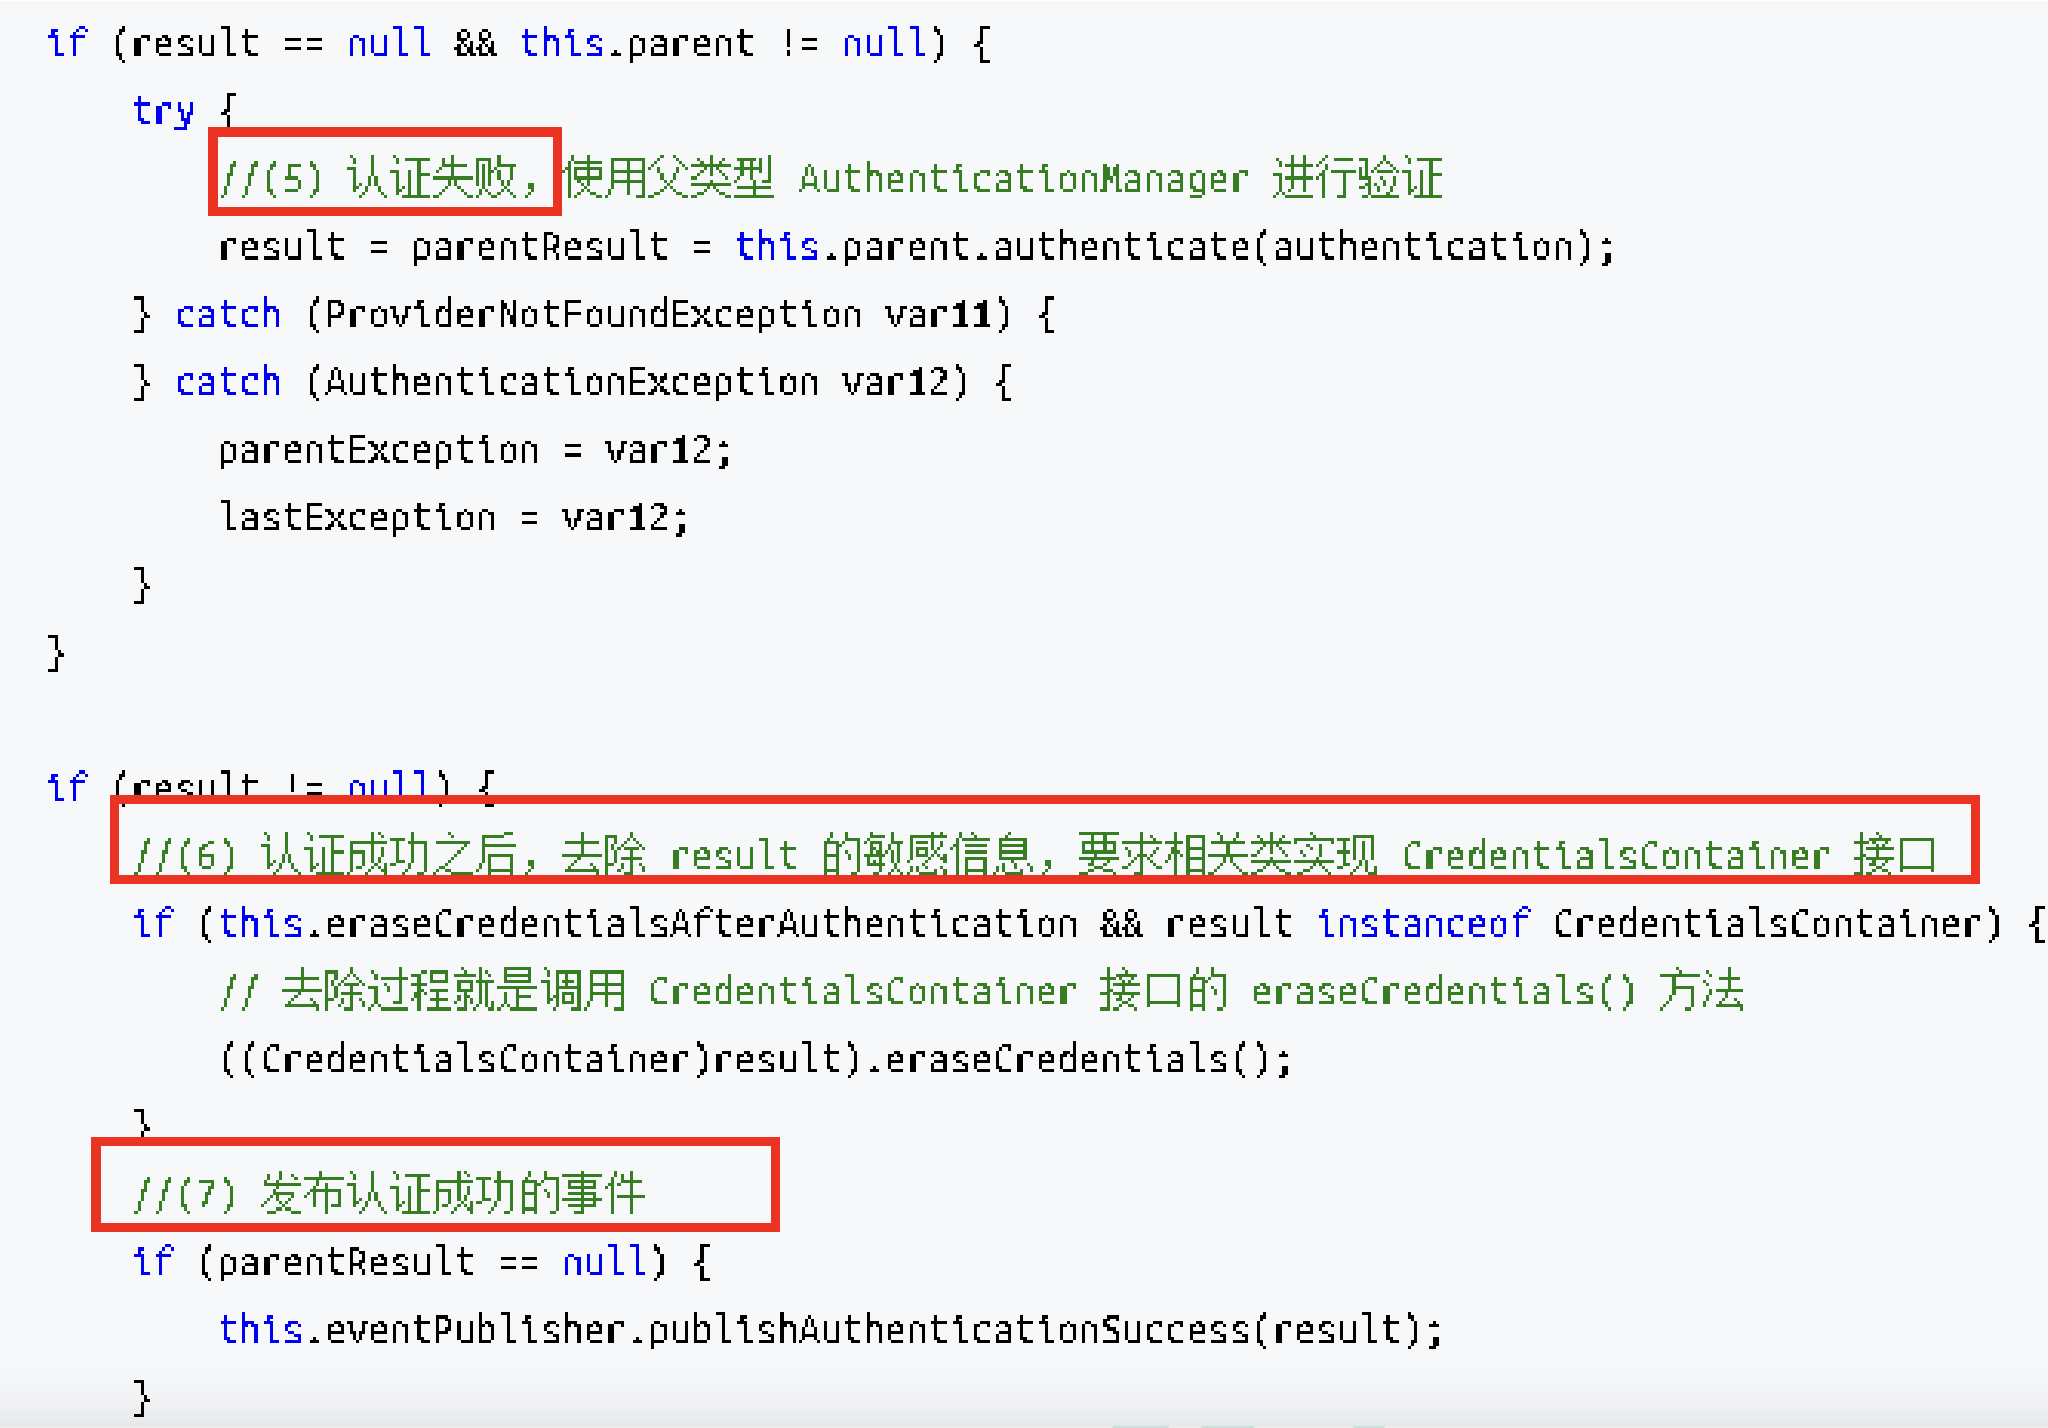 if (result == null && this.parent != null) {
try {
//(5) 认证失败，使用父类型 AuthenticationManager 进行验证
result = parentResult = this.parent.authenticate(authentication);
} catch (ProviderNotFoundException var11) {
} catch (AuthenticationException var12) {
parentException = var12;
lastException = var12;
}
}
if (result != null) {
//(6) 认证成功之后，去除 result 的敏感信息，要求相关类实现 CredentialsContainer 接口
if (this.eraseCredentialsAfterAuthentication && result instanceof CredentialsContainer) {
// 去除过程就是调用 CredentialsContainer 接口的 eraseCredentials() 方法
((CredentialsContainer)result).eraseCredentials();
}
//(7) 发布认证成功的事件
if (parentResult == null) {
this.eventPublisher.publishAuthenticationSuccess(result);
}